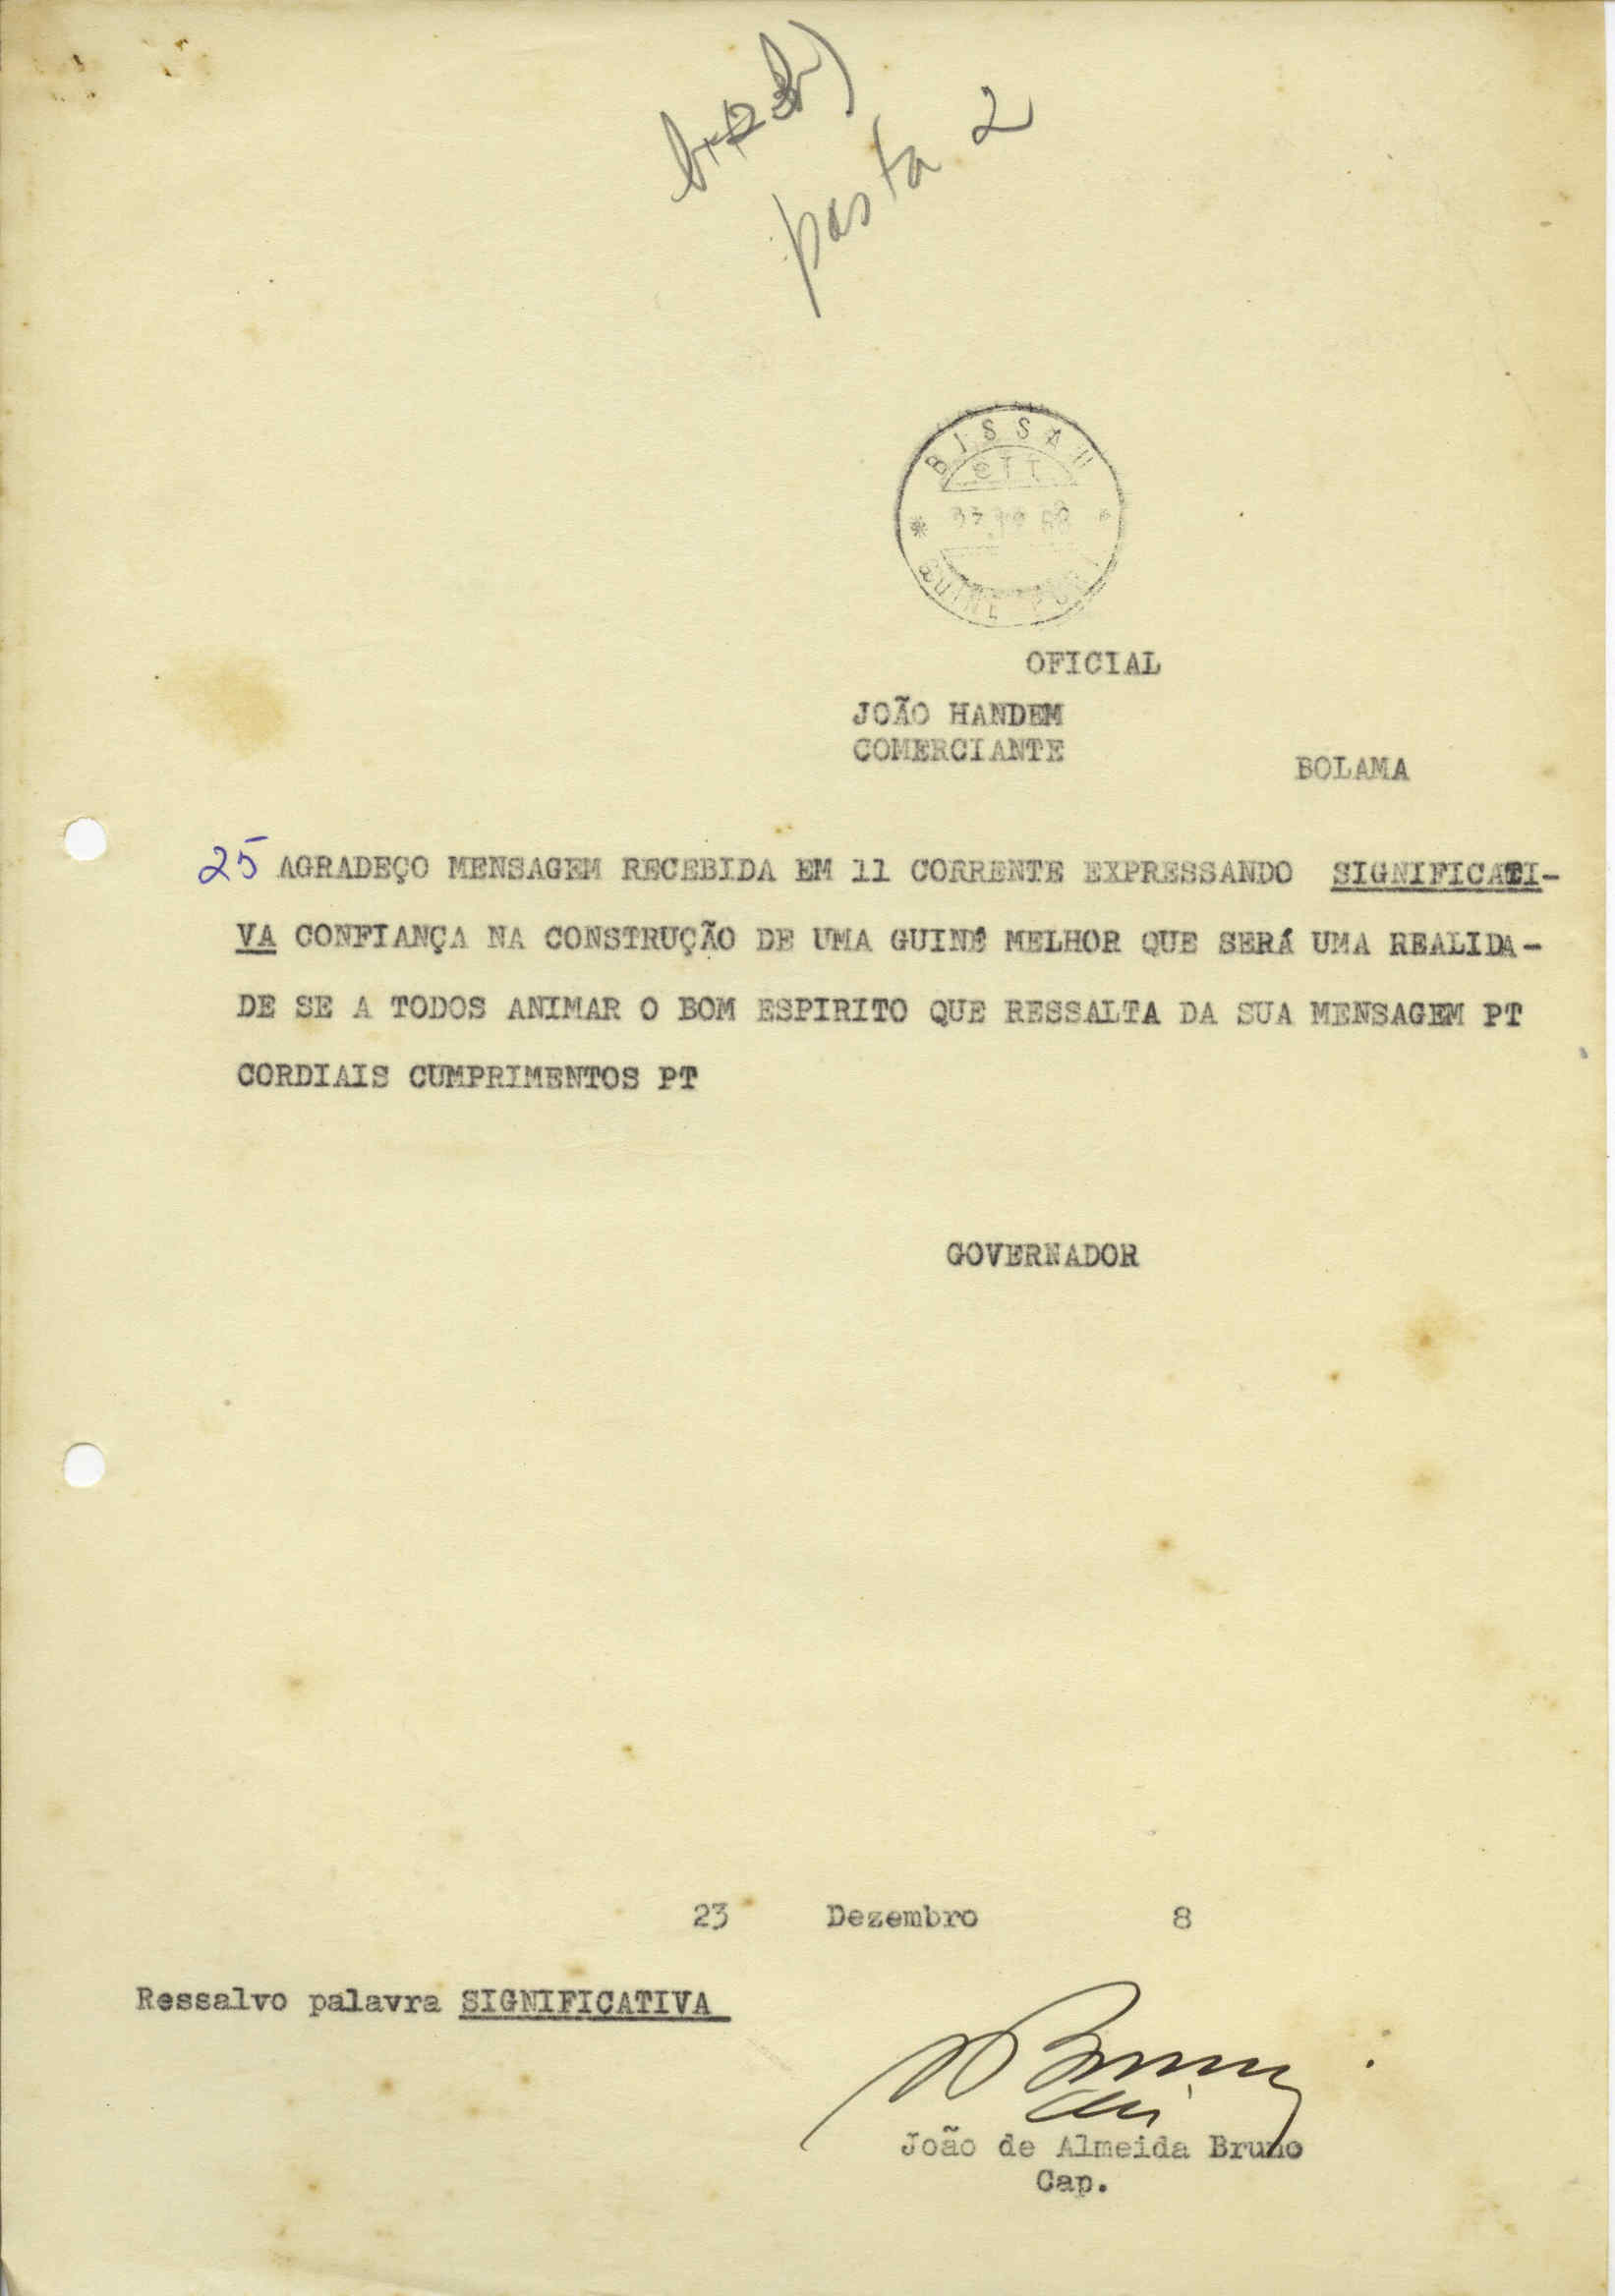 pasta 2
BISSAU
CTT
OFICIAL
JOÃO HANDEM
COMERCIANTE
BOLAMA
25 AGRADEÇO MENSAGEM RECEBIDA EM 11 CORRENTE EXPRESSANDO SIGNIFICATI-
VA CONFIANÇA NA CONSTRUÇÃO DE UMA GUINÉ MELHOR QUE SERÁ UMA REALIDA-
DE SE A TODOS ANIMAR O BOM ESPIRITO QUE RESSALTA DA SUA MENSAGEM PT
CORDIAIS CUMPRIMENTOS PT
GOVERNADOR
23 Dezembro 8
Ressalvo palavra SIGNIFICATIVA
João de Almeida Bruno
Cap.